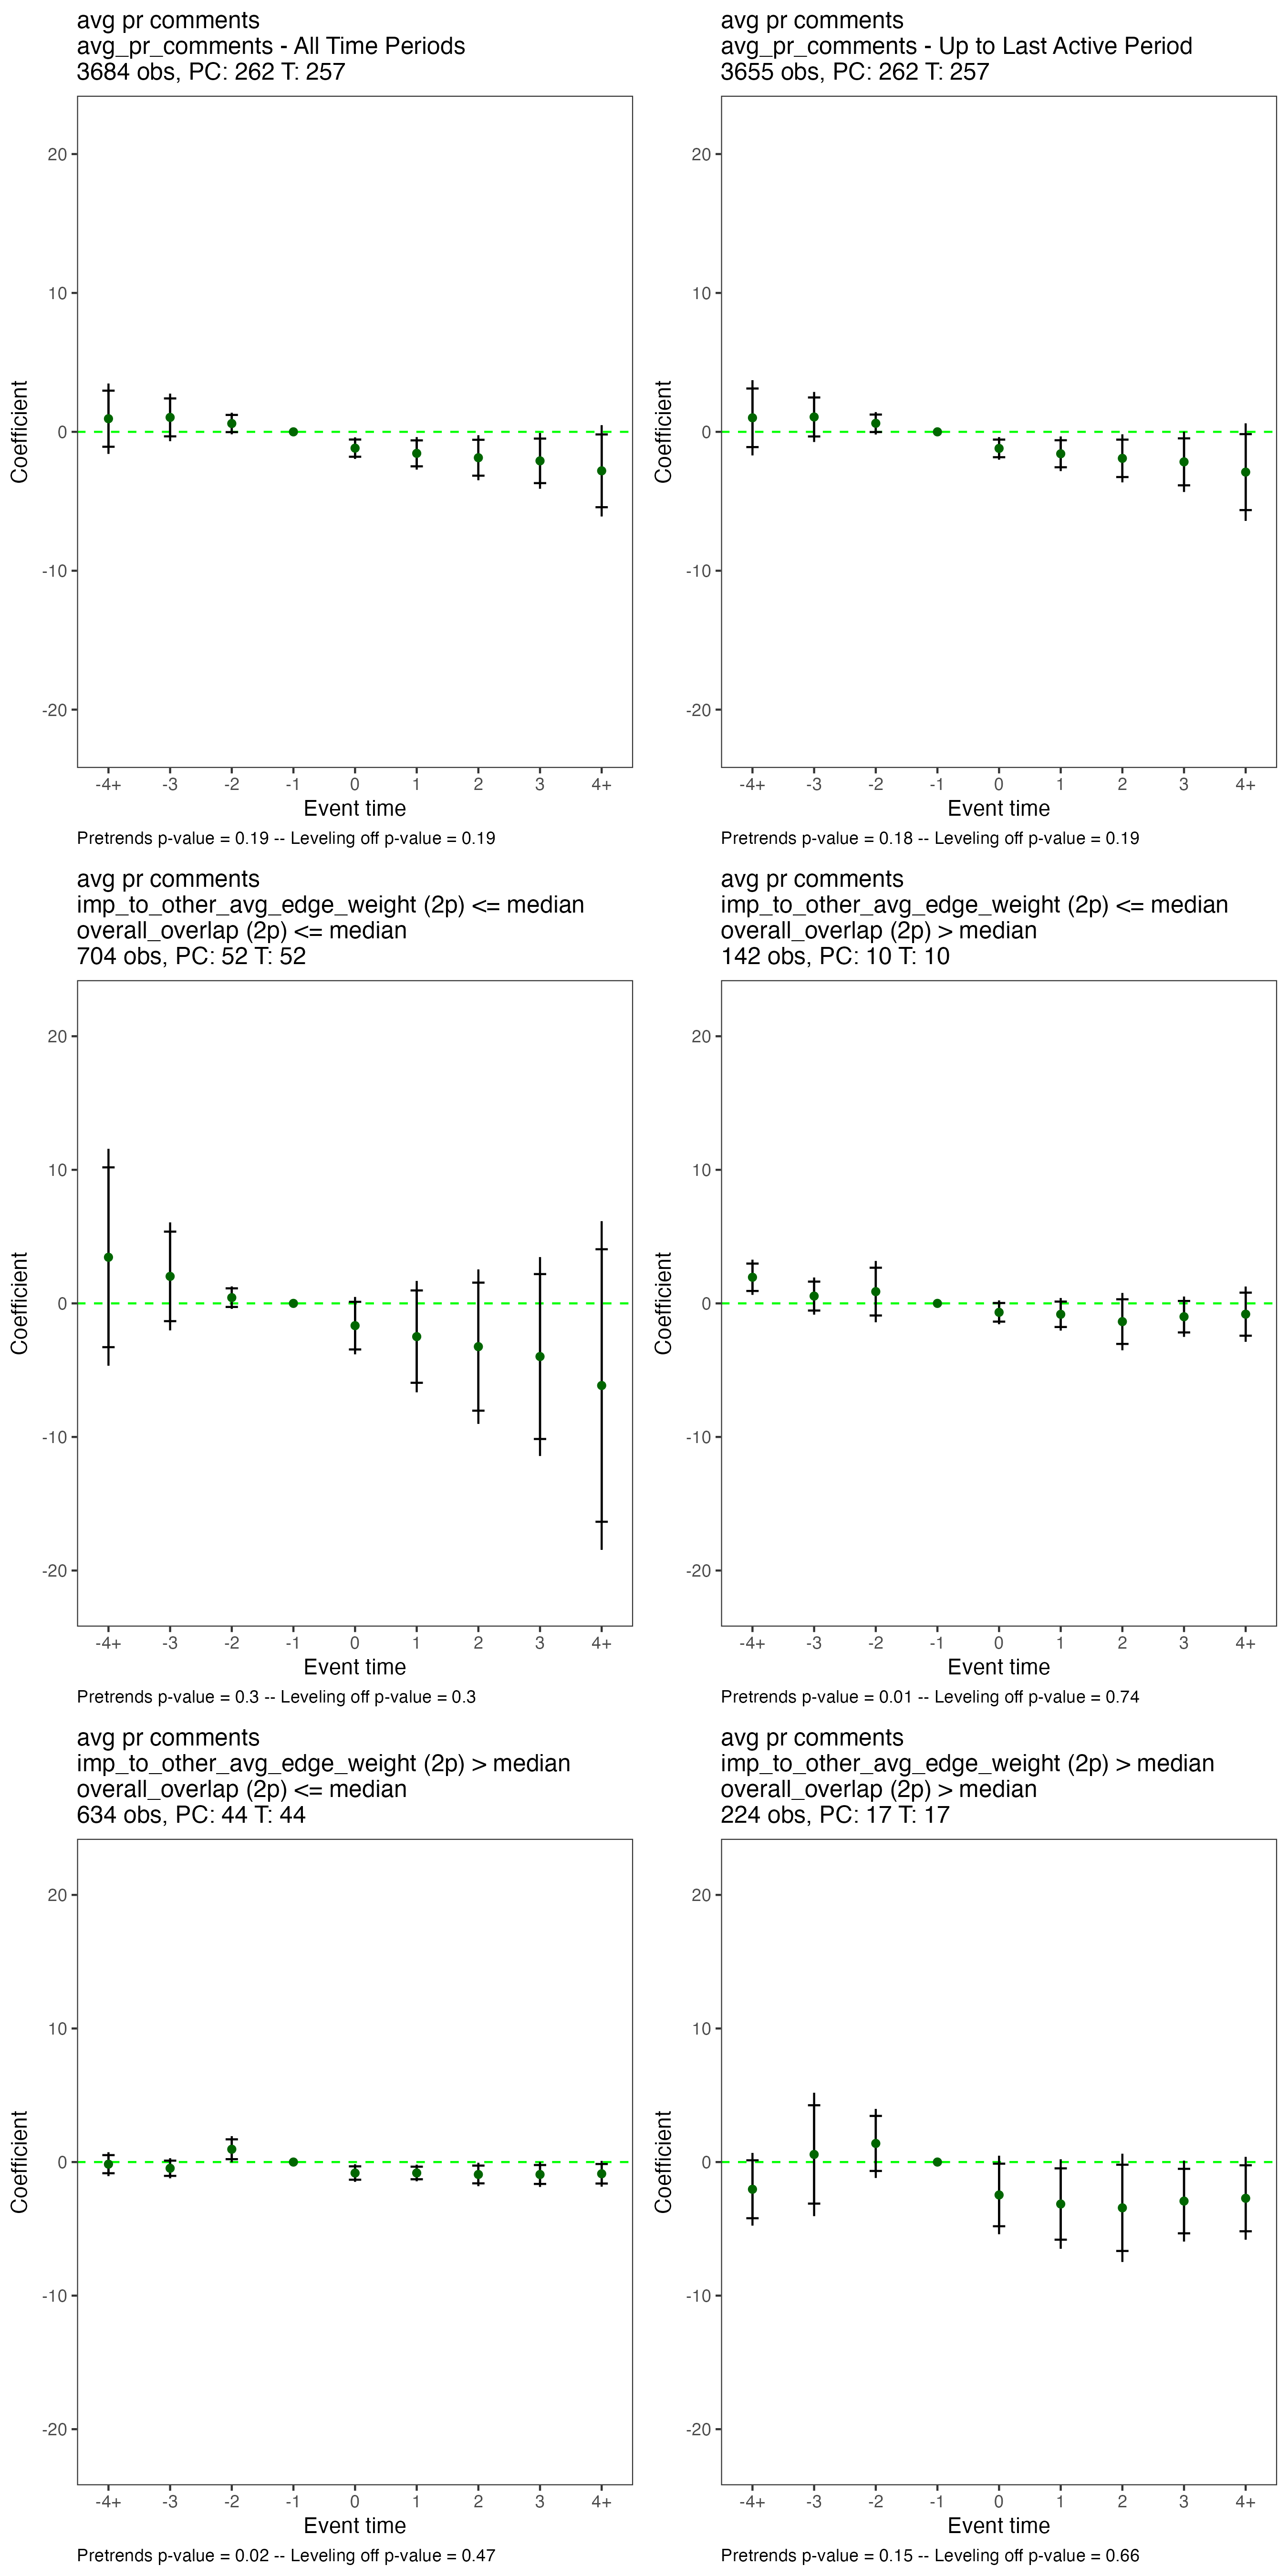 avg pr comments
avg_pr_comments - All Time Periods
3684 obs, PC: 262 T: 257
20
10
0
-10
-20
Coefficient
-4+ -3 -2 -1 0 1 2 3 4+
Event time
Pretrends p-value = 0.19 -- Leveling off p-value = 0.19
avg pr comments
avg_pr_comments - Up to Last Active Period
3655 obs, PC: 262 T: 257
20
10
0
-10
-20
Coefficient
-4+ -3 -2 -1 0 1 2 3 4+
Event time
Pretrends p-value = 0.18 -- Leveling off p-value = 0.19
avg pr comments
imp_to_other_avg_edge_weight (2p) <= median
overall_overlap (2p) <= median
704 obs, PC: 52 T: 52
20
10
0
-10
-20
Coefficient
-4+ -3 -2 -1 0 1 2 3 4+
Event time
Pretrends p-value = 0.3 -- Leveling off p-value = 0.3
avg pr comments
imp_to_other_avg_edge_weight (2p) <= median
overall_overlap (2p) > median
142 obs, PC: 10 T: 10
20
10
0
-10
-20
Coefficient
-4+ -3 -2 -1 0 1 2 3 4+
Event time
Pretrends p-value = 0.01 -- Leveling off p-value = 0.74
avg pr comments
imp_to_other_avg_edge_weight (2p) > median
overall_overlap (2p) <= median
634 obs, PC: 44 T: 44
20
10
0
-10
-20
Coefficient
-4+ -3 -2 -1 0 1 2 3 4+
Event time
Pretrends p-value = 0.02 -- Leveling off p-value = 0.47
avg pr comments
imp_to_other_avg_edge_weight (2p) > median
overall_overlap (2p) > median
224 obs, PC: 17 T: 17
20
10
0
-10
-20
Coefficient
-4+ -3 -2 -1 0 1 2 3 4+
Event time
Pretrends p-value = 0.15 -- Leveling off p-value = 0.66